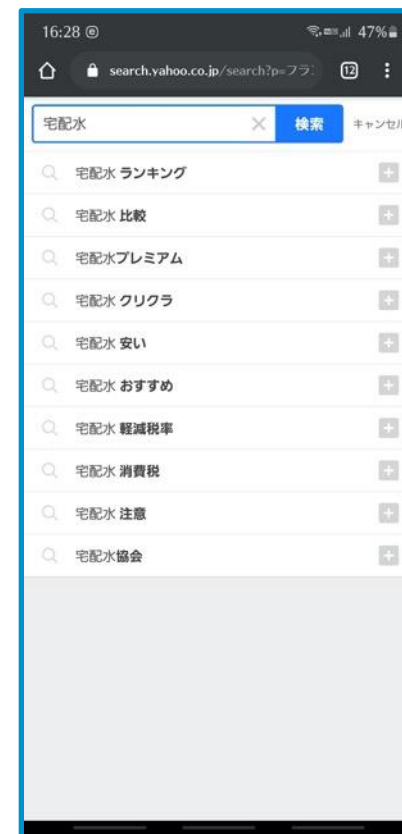 16:28 ⓔ 47%
search.yahoo.co.jp/search?p=フラ
12
宅配水 検索 キャンセル
宅配水 ランキング
宅配水 比較
宅配水プレミアム
宅配水 クリクラ
宅配水 安い
宅配水 おすすめ
宅配水 軽減税率
宅配水 消費税
宅配水 注意
宅配水協会